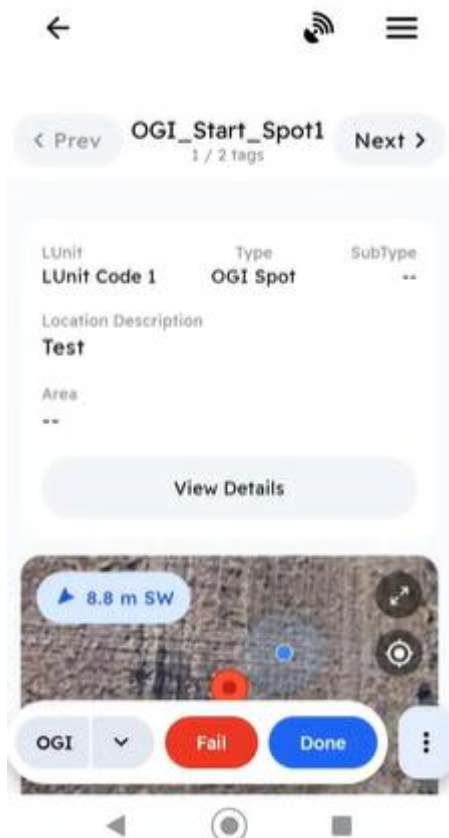 < Prev
OGI_Start_Spot1
Next >
1 / 2 tags
LUnit
Type
SubType
LUnit Code 1
OGI Spot
--
Location Description
Test
Area
--
View Details
8.8 m SW
OGI
Fail
Done